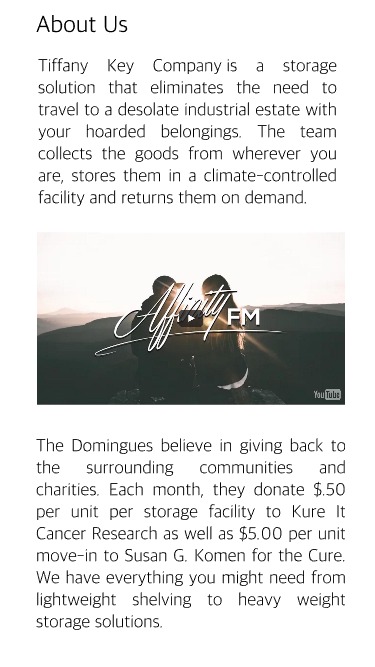 About Us
Tiffany Key Company is a storage
solution that eliminates the need to
travel to a desolate industrial estate with
your hoarded belongings. The team
collects the goods from wherever you
are, stores them in a climate-controlled
facility and returns them on demand.
Affinity FM
YouTube
The Domingues believe in giving back to
the surrounding communities and
charities. Each month, they donate $.50
per unit per storage facility to Kure It
Cancer Research as well as $5.00 per unit
move-in to Susan G. Komen for the Cure.
We have everything you might need from
lightweight shelving to heavy weight
storage solutions.